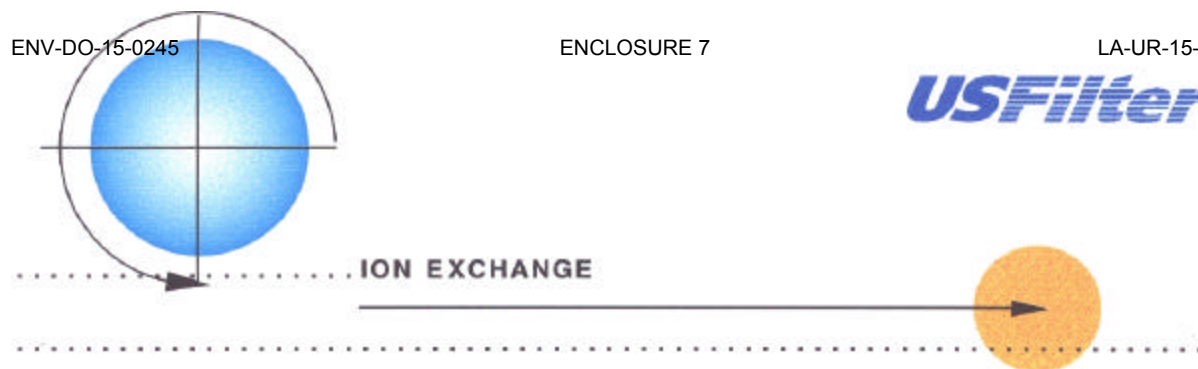 ENV-DO-15-0245 ENCLOSURE 7 LA-UR-15-
USFilter
ION EXCHANGE